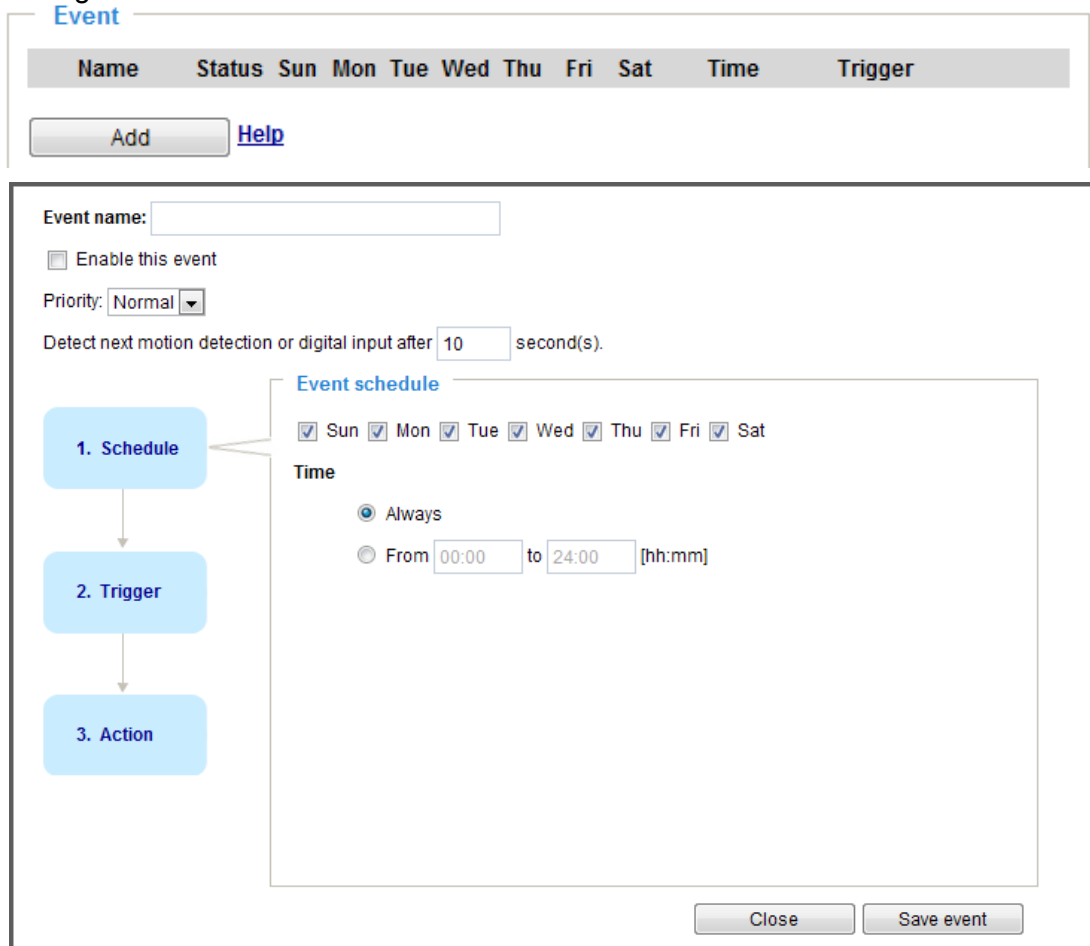 Event
Name Status Sun Mon Tue Wed Thu Fri Sat Time Trigger
Add Help
Event name:
Enable this event
Priority: Normal
Detect next motion detection or digital input after 10 second(s).
Event schedule
1. Schedule
Sun Mon Tue Wed Thu Fri Sat
Time
Always
From 00:00 to 24:00 [hh:mm]
2. Trigger
3. Action
Close Save event